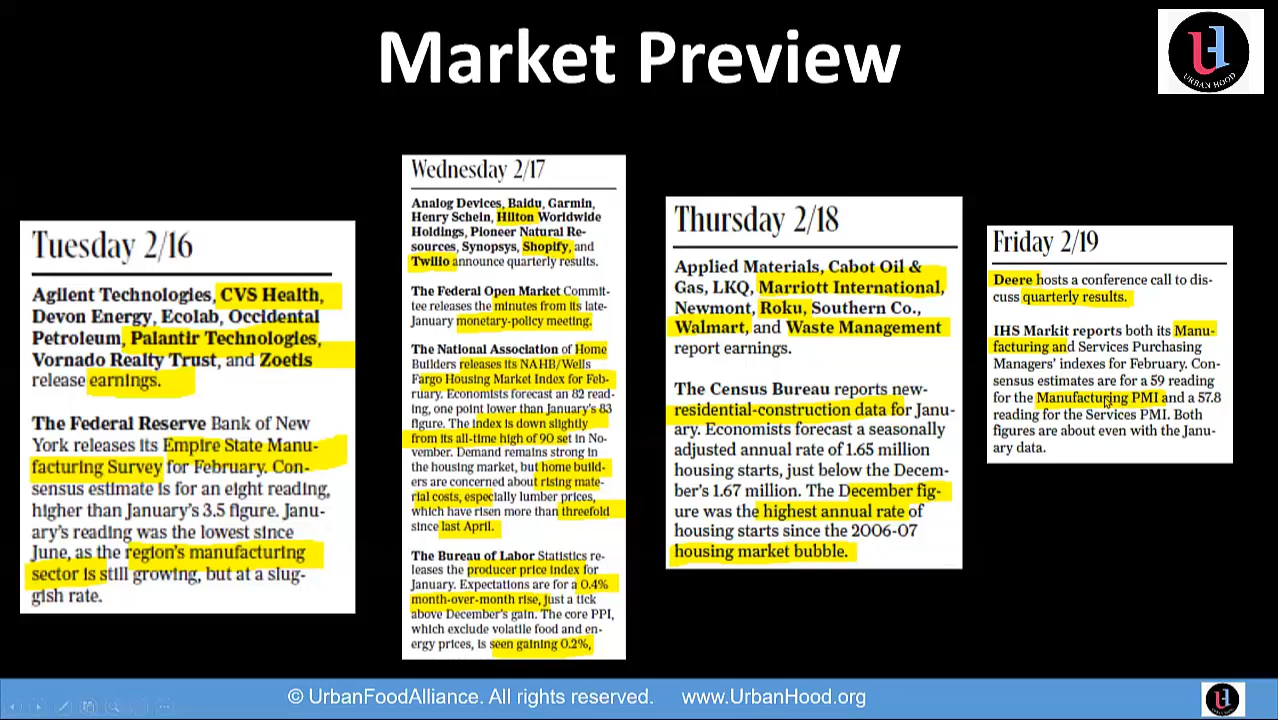 Market Preview
URBAN HOOD
Tuesday 2/16
Agilent Technologies, CVS Health,
Devon Energy, Ecolab, Occidental
Petroleum, Palantir Technologies,
Vornado Realty Trust, and Zoetis
release earnings.
The Federal Reserve Bank of New
York releases its Empire State Manu-
facturing Survey for February. Con-
sensus estimate is for an eight reading,
higher than January's 3.5 figure. Janu-
ary's reading was the lowest since
June, as the region's manufacturing
sector is still growing, but at a slug-
gish rate.
Wednesday 2/17
Analog Devices, Baidu, Garmin,
Henry Schein, Hilton Worldwide
Holdings, Pioneer Natural Re-
sources, Synopsys, Shopify, and
Twilio announce quarterly results.
The Federal Open Market Commit-
tee releases the minutes from its late-
January monetary-policy meeting.
The National Association of Home
Builders releases its NAHB/Wells
Fargo Housing Market Index for Feb-
ruary. Economists forecast an 82 read-
ing, one point lower than January's 83
figure. The index is down slightly
from its all-time high of 90 set in No-
vember. Demand remains strong in
the housing market, but home build-
ers are concerned about rising mate-
rial costs, especially lumber prices,
which have risen more than threefold
since last April.
The Bureau of Labor Statistics re-
leases the producer price index for
January. Expectations are for a 0.4%
month-over-month rise, just a tick
above December's gain. The core PPI,
which exclude volatile food and en-
ergy prices, is seen gaining 0.2%,
Thursday 2/18
Applied Materials, Cabot Oil &
Gas, LKQ, Marriott International,
Newmont, Roku, Southern Co.,
Walmart, and Waste Management
report earnings.
The Census Bureau reports new-
residential-construction data for Janu-
ary. Economists forecast a seasonally
adjusted annual rate of 1.65 million
housing starts, just below the Decem-
ber's 1.67 million. The December fig-
ure was the highest annual rate of
housing starts since the 2006-07
housing market bubble.
Friday 2/19
Deere hosts a conference call to dis-
cuss quarterly results.
IHS Markit reports both its Manu-
facturing and Services Purchasing
Managers' indexes for February. Con-
sensus estimates are for a 59 reading
for the Manufacturing PMI and a 57.8
reading for the Services PMI. Both
figures are about even with the Janu-
ary data.
© UrbanFoodAlliance. All rights reserved. www.UrbanHood.org